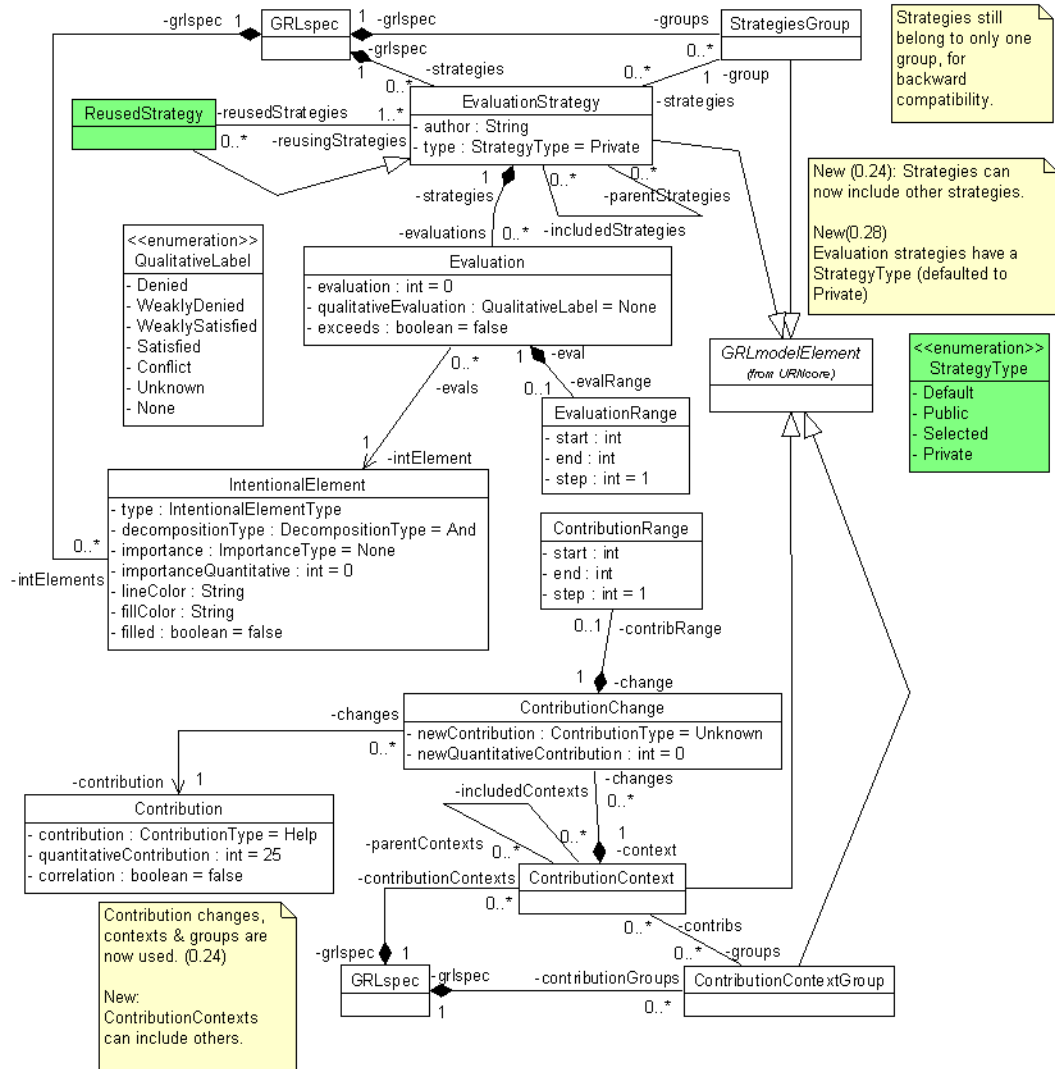 -grlspec
1
GRLspec
1
-grlspec
-groups
0..*
StrategiesGroup
-grlspec
1
-strategies
0..*
0..*
1
-group
-strategies
Strategies still
belong to only one
group, for
backward
compatibility.
ReusedStrategy
-reusedStrategies
1..*
0..*
-reusingStrategies
EvaluationStrategy
- author : String
- type : StrategyType = Private
1
-strategies
0..*
0..*
-parentStrategies
-includedStrategies
-evaluations
0..*
New (0.24): Strategies can
now include other strategies.
New(0.28)
Evaluation strategies have a
StrategyType (defaulted to
Private)
<<enumeration>>
QualitativeLabel
- Denied
- WeaklyDenied
- WeaklySatisfied
- Satisfied
- Conflict
- Unknown
- None
Evaluation
- evaluation : int = 0
- qualitativeEvaluation : QualitativeLabel = None
- exceeds : boolean = false
0..*
-evals
1
-eval
0..1
-evalRange
GRLmodelElement
(from URNcore)
<<enumeration>>
StrategyType
- Default
- Public
- Selected
- Private
EvaluationRange
- start : int
- end : int
- step : int = 1
1
-intElement
IntentionalElement
- type : IntentionalElementType
- decompositionType : DecompositionType = And
- importance : ImportanceType = None
- importanceQuantitative : int = 0
- lineColor : String
- fillColor : String
- filled : boolean = false
0..*
-intElements
ContributionRange
- start : int
- end : int
- step : int = 1
0..1
-contribRange
1
-change
ContributionChange
- newContribution : ContributionType = Unknown
- newQuantitativeContribution : int = 0
-changes
0..*
-contribution
1
Contribution
- contribution : ContributionType = Help
- quantitativeContribution : int = 25
- correlation : boolean = false
-changes
0..*
-includedContexts
0..*
1
-context
-parentContexts
0..*
-contributionContexts
0..*
ContributionContext
0..*
-contribs
0..*
-groups
Contribution changes,
contexts & groups are
now used. (0.24)
New:
ContributionContexts
can include others.
-grlspec
1
GRLspec
-grlspec
1
-contributionGroups
0..*
ContributionContextGroup